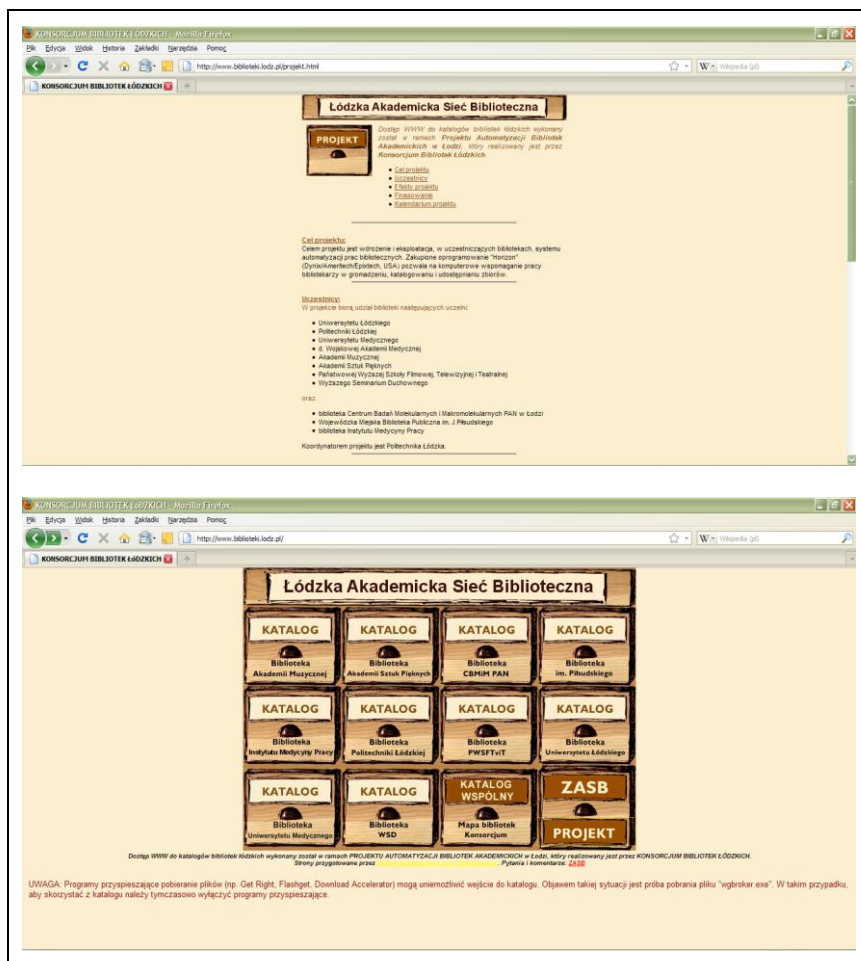 KONSORCJUM BIBLIOTEK ŁÓDZKICH - Mozilla Firefox
Plik Edycja Widok Historia Zakładki Narzędzia Pomoc
http://www.biblioteki.lodz.pl/projekt.html
W Wikipedia (pl)
KONSORCJUM BIBLIOTEK ŁÓDZKICH
Łódzka Akademicka Sieć Biblioteczna
PROJEKT
Dostęp WWW do katalogów bibliotek łódzkich wykonany
został w ramach Projektu Automatyzacji Bibliotek
Akademickich w Łodzi, który realizowany jest przez
Konsorcjum Bibliotek Łódzkich
Cel projektu
Uczestnicy
Efekty projektu
Finasowanie
Kalendarium projektu
Cel projektu:
Celem projektu jest wdrożenie i eksploatacja, w uczestniczących bibliotekach, systemu
automatyzacji prac bibliotecznych. Zakupione oprogramowanie "Horizon"
(Dynix/Ameritech/Epixtech, USA) pozwala na komputerowe wspomaganie pracy
bibliotekarzy w gromadzeniu, katalogowaniu i udostępnianiu zbiorów.
Uczestnicy:
W projekcie biorą udział biblioteki następujących uczelni:
Uniwersytetu Łódzkiego
Politechniki Łódzkiej
Uniwersytetu Medycznego
d. Wojskowej Akademii Medycznej
Akademii Muzycznej
Akademii Sztuk Pięknych
Państwowej Wyższej Szkoły Filmowej, Telewizyjnej i Teatralnej
Wyższego Seminarium Duchownego
oraz
biblioteka Centrum Badań Molekularnych i Makromolekularnych PAN w Łodzi
Wojewódzka Miejska Biblioteka Publiczna im. J.Piłsudskiego
biblioteka Instytutu Medycyny Pracy
Koordynatorem projektu jest Politechnika Łódzka.
KONSORCJUM BIBLIOTEK ŁÓDZKICH - Mozilla Firefox
Plik Edycja Widok Historia Zakładki Narzędzia Pomoc
http://www.biblioteki.lodz.pl/
W Wikipedia (pl)
KONSORCJUM BIBLIOTEK ŁÓDZKICH
Łódzka Akademicka Sieć Biblioteczna
KATALOG KATALOG KATALOG KATALOG
Biblioteka Biblioteka Biblioteka Biblioteka
Akademii Muzycznej Akademii Sztuk Pięknych CBMiM PAN im. Piłsudskiego
KATALOG KATALOG KATALOG KATALOG
Biblioteka Biblioteka Biblioteka Biblioteka
Instytutu Medycyny Pracy Politechniki Łódzkiej PWSFTviT Uniwersytetu Łódzkiego
KATALOG KATALOG KATALOG WSPÓLNY ZASB
Biblioteka Biblioteka Mapa bibliotek
Uniwersytetu Medycznego WSD Konsorcjum PROJEKT
Dostęp WWW do katalogów bibliotek łódzkich wykonany został w ramach PROJEKTU AUTOMATYZACJI BIBLIOTEK AKADEMICKICH w Łodzi, który realizowany jest przez KONSORCJUM BIBLIOTEK ŁÓDZKICH.
Strony przygotowane przez . Pytania i komentarze: ZASB
UWAGA: Programy przyspieszające pobieranie plików (np. Get Right, Flashget, Download Accelerator) mogą uniemożliwić wejście do katalogu. Objawem takiej sytuacji jest próba pobrania pliku "wgbroker.exe". W takim przypadku,
aby skorzystać z katalogu należy tymczasowo wyłączyć programy przyspieszające.